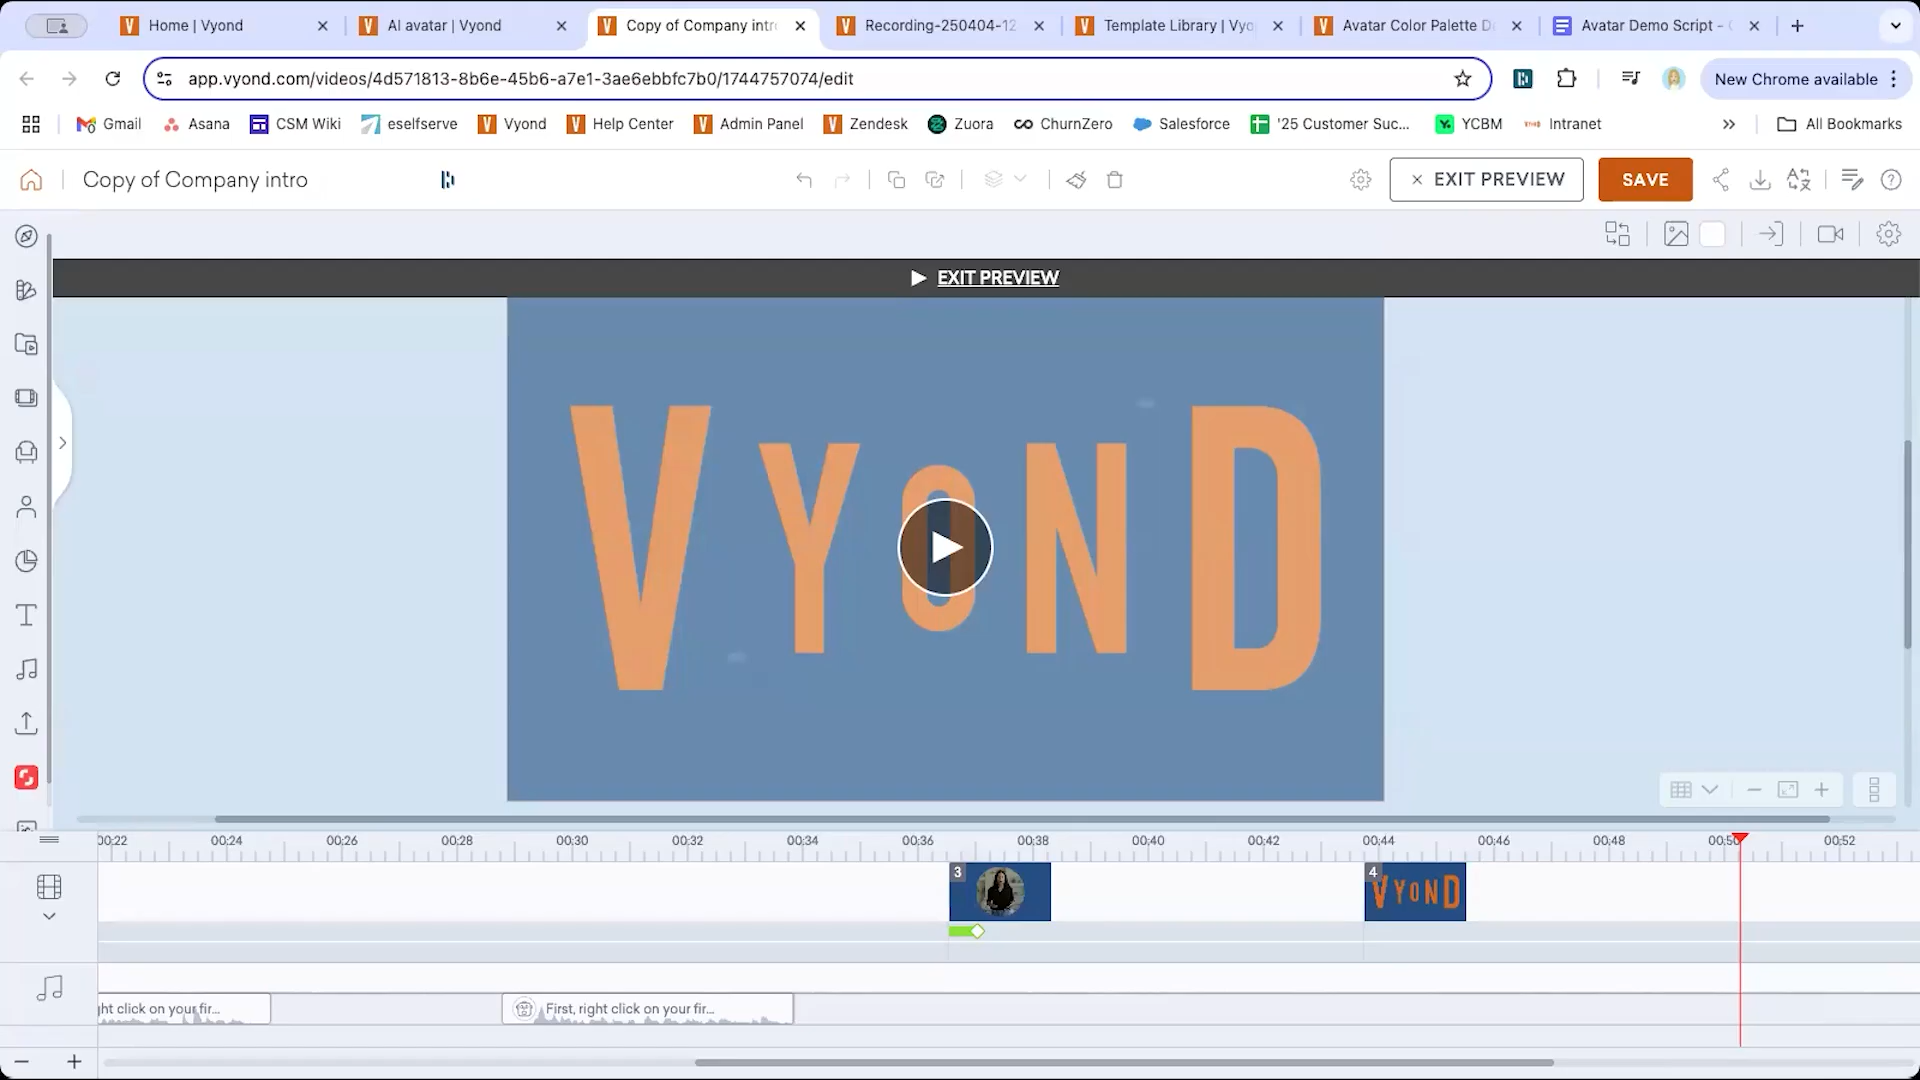 Home | Vyond
AI avatar | Vyond
Copy of Company intro
Recording-250404-12
Template Library | Vyo
Avatar Color Palette D
Avatar Demo Script -
app.vyond.com/videos/4d571813-8b6e-45b6-a7e1-3ae6ebbfc7b0/1744757074/edit
New Chrome available
Gmail
Asana
CSM Wiki
eselfserve
Vyond
Help Center
Admin Panel
Zendesk
Zuora
ChurnZero
Salesforce
'25 Customer Suc...
YCBM
Intranet
All Bookmarks
Copy of Company intro
EXIT PREVIEW
SAVE
EXIT PREVIEW
VYOND
00:22
00:24
00:26
00:28
00:30
00:32
00:34
00:36
00:38
00:40
00:42
00:44
00:46
00:48
00:50
00:52
3
4
VYOND
ght click on your fir...
First, right click on your fir...